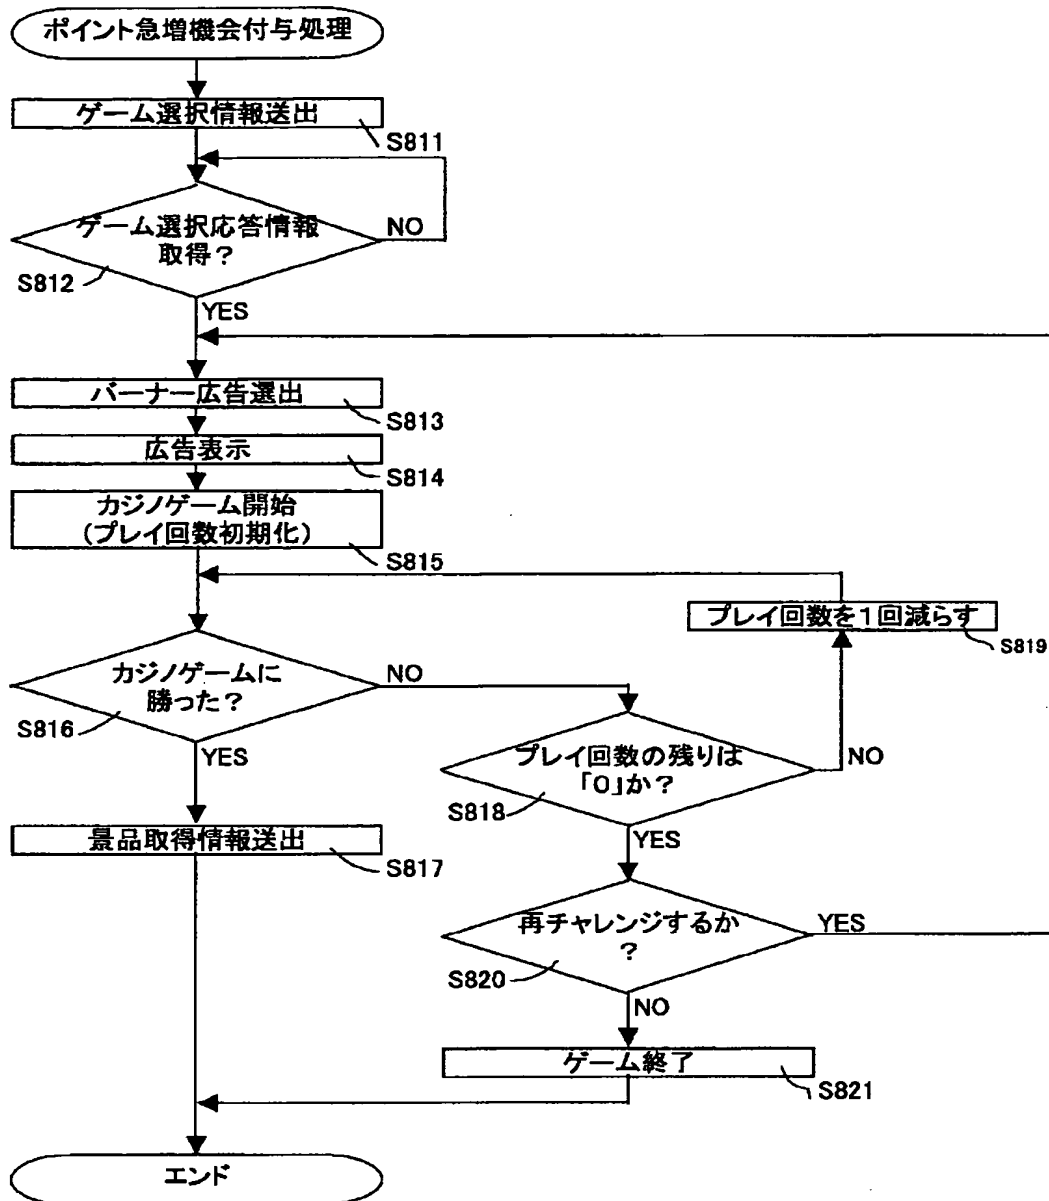 ポイント急増機会付与処理
ゲーム選択情報送出
S811
ゲーム選択応答情報
取得？
NO
S812
YES
バーナー広告選出
S813
広告表示
S814
カジノゲーム開始
(プレイ回数初期化)
S815
プレイ回数を1回減らす
S819
カジノゲームに
勝った？
NO
S816
YES
プレイ回数の残りは
「0」か？
NO
S818
YES
景品取得情報送出
S817
再チャレンジするか
？
YES
S820
NO
ゲーム終了
S821
エンド